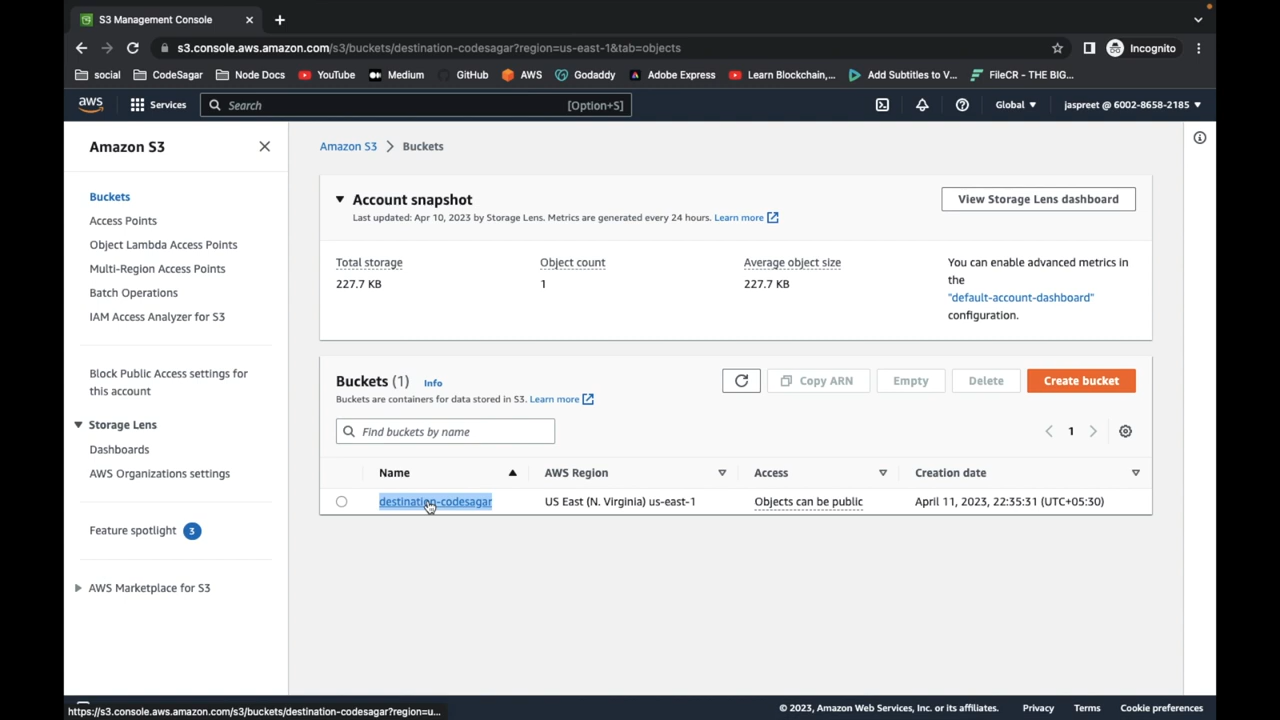 S3 Management Console
s3.console.aws.amazon.com/s3/buckets/destination-codesagar?region=us-east-1&tab=objects
Incognito
social CodeSagar Node Docs YouTube Medium GitHub AWS Godaddy Adobe Express Learn Blockchain,... Add Subtitles to V... FileCR - THE BIG...
aws Services Search [Option+S] Global jaspreet @ 6002-8658-2185
Amazon S3
Buckets
Access Points
Object Lambda Access Points
Multi-Region Access Points
Batch Operations
IAM Access Analyzer for S3
Block Public Access settings for
this account
Storage Lens
Dashboards
AWS Organizations settings
Feature spotlight 3
AWS Marketplace for S3
Amazon S3 > Buckets
Account snapshot
Last updated: Apr 10, 2023 by Storage Lens. Metrics are generated every 24 hours. Learn more
View Storage Lens dashboard
Total storage
227.7 KB
Object count
1
Average object size
227.7 KB
You can enable advanced metrics in
the
"default-account-dashboard"
configuration.
Buckets (1) Info
Buckets are containers for data stored in S3. Learn more
Copy ARN Empty Delete Create bucket
Find buckets by name
1
Name AWS Region Access Creation date
destination-codesagar US East (N. Virginia) us-east-1 Objects can be public April 11, 2023, 22:35:31 (UTC+05:30)
https://s3.console.aws.amazon.com/s3/buckets/destination-codesagar?region=u...
© 2023, Amazon Web Services, Inc. or its affiliates. Privacy Terms Cookie preferences